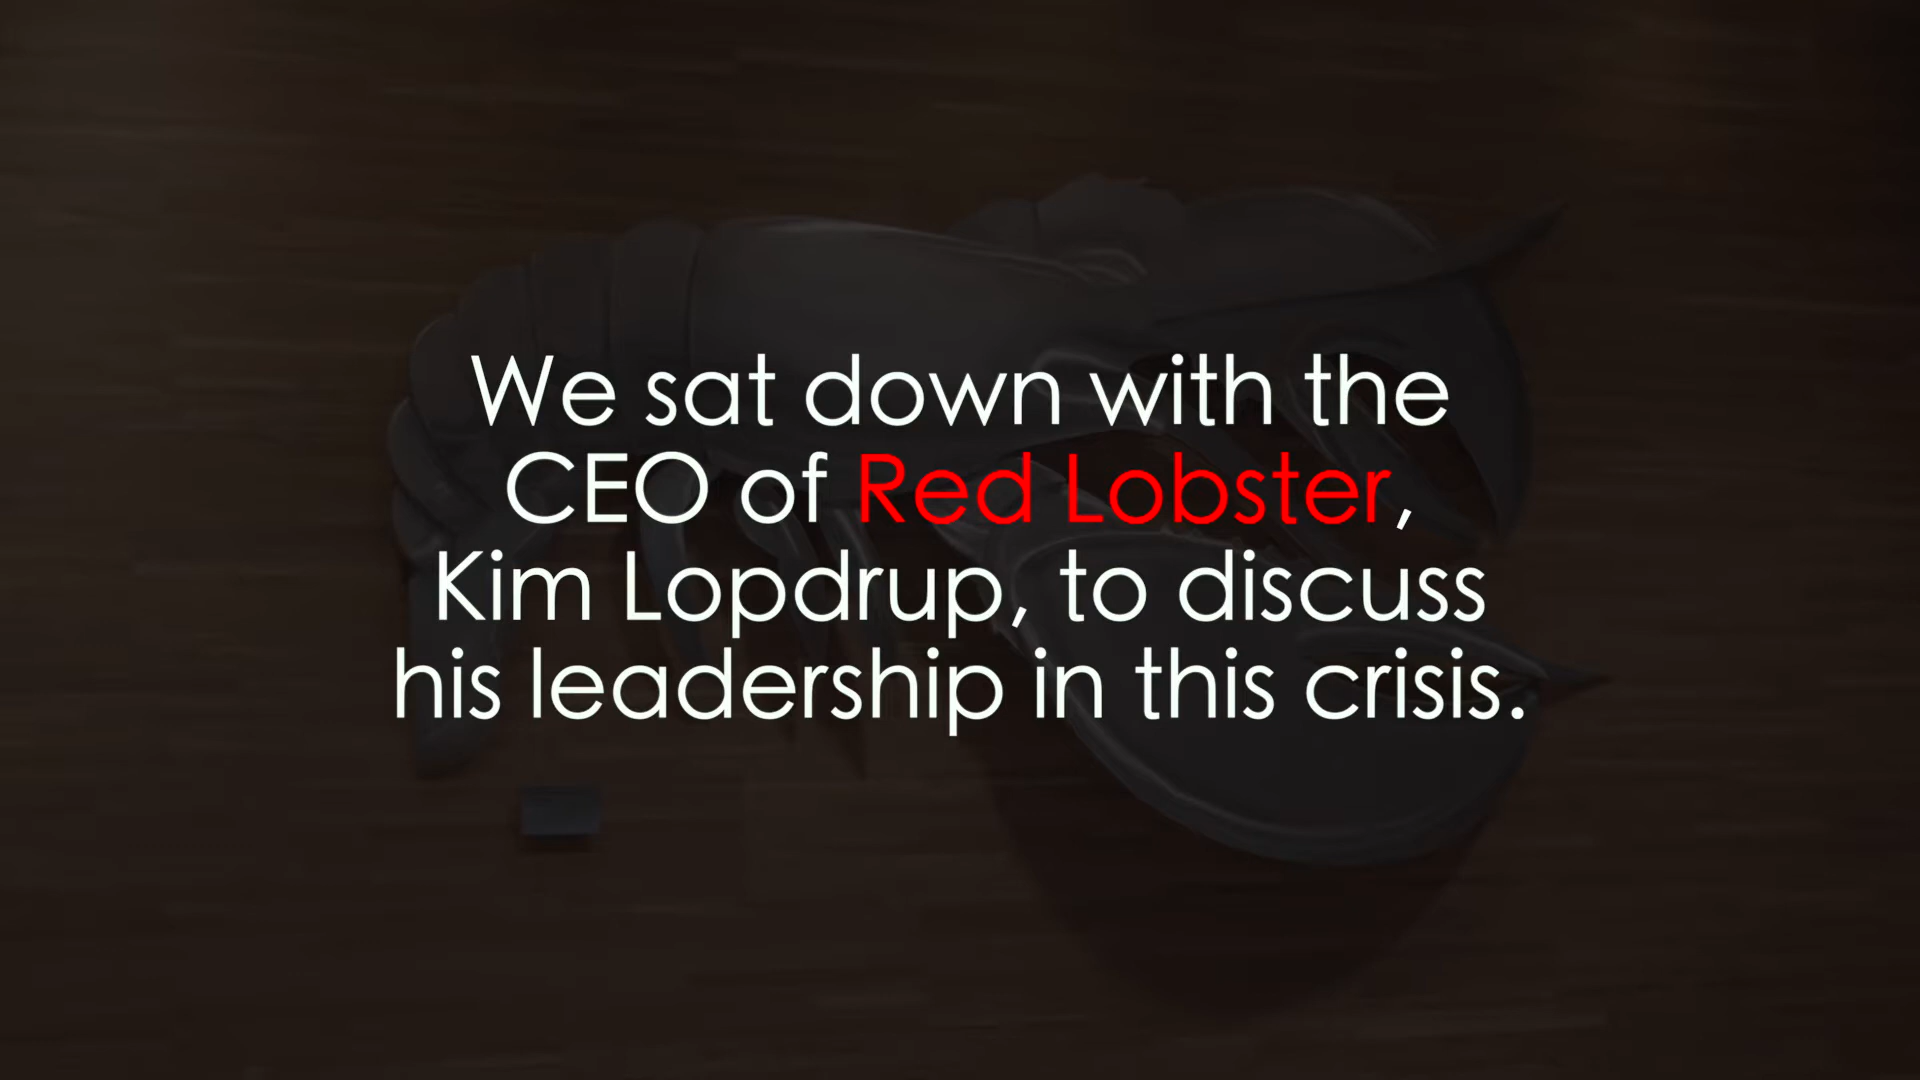 We sat down with the
CEO of Red Lobster,
Kim Lopdrup, to discuss
his leadership in this crisis.